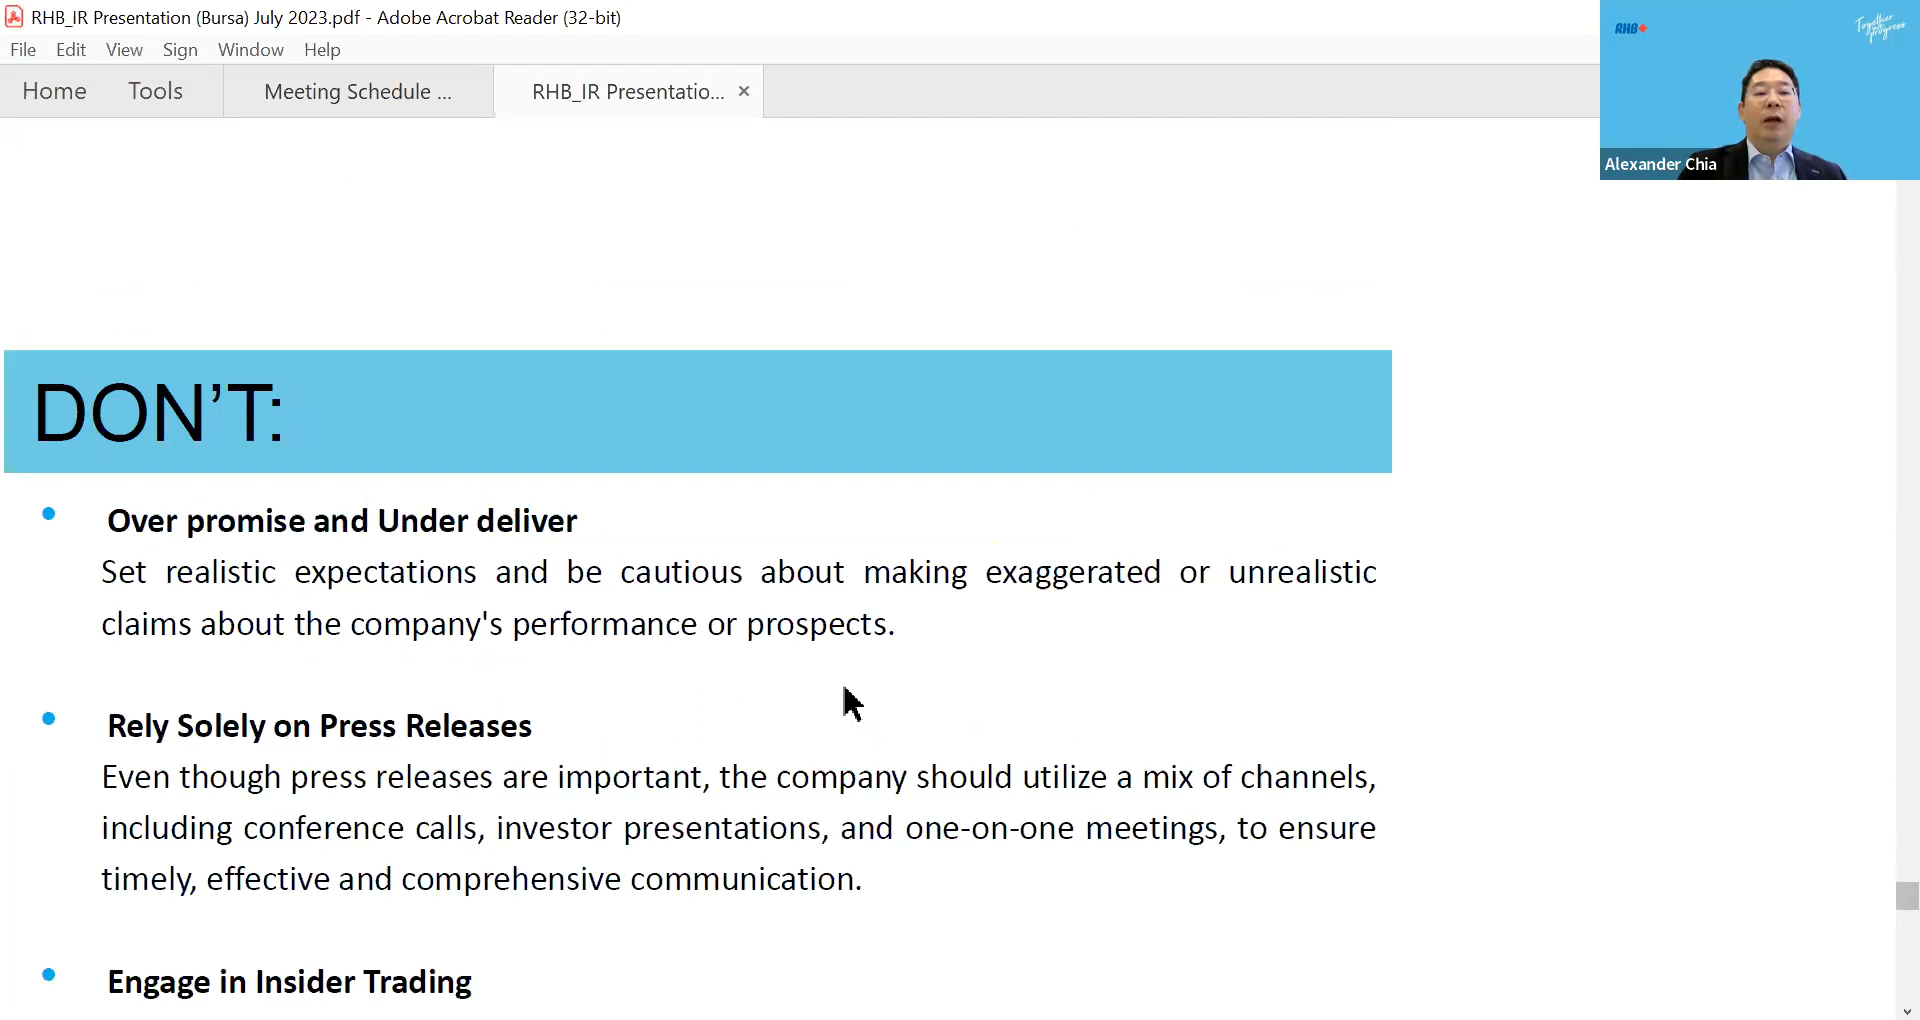 RHB_IR Presentation (Bursa) July 2023.pdf - Adobe Acrobat Reader (32-bit)
File Edit View Sign Window Help
Home Tools Meeting Schedule ... RHB_IR Presentatio... ×
RHB
Together
we progress
Alexander Chia
DON’T:
• Over promise and Under deliver
Set realistic expectations and be cautious about making exaggerated or unrealistic
claims about the company's performance or prospects.
• Rely Solely on Press Releases
Even though press releases are important, the company should utilize a mix of channels,
including conference calls, investor presentations, and one-on-one meetings, to ensure
timely, effective and comprehensive communication.
• Engage in Insider Trading